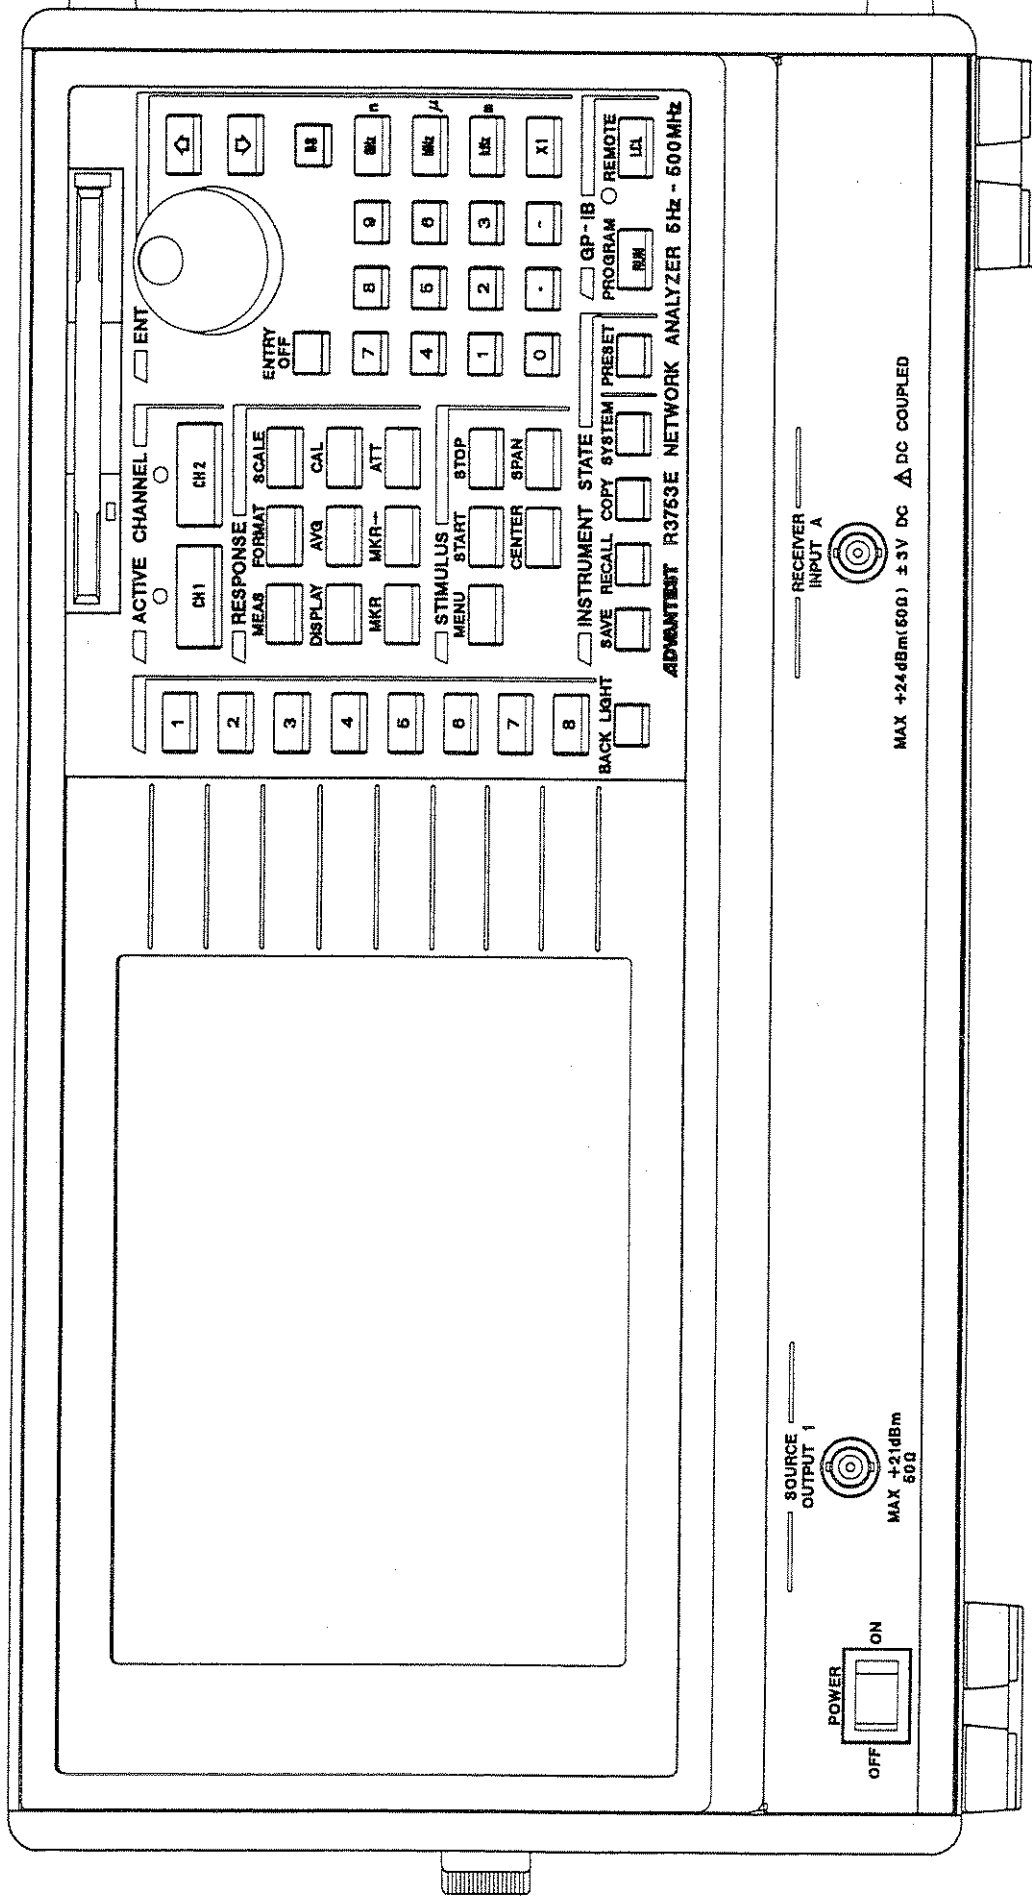 1
2
3
4
5
6
7
8
BACK LIGHT
ACTIVE CHANNEL
CH1 CH2
RESPONSE
MEAS FORMAT SCALE
DISPLAY AVG CAL
MKR MKR→ ATT
STIMULUS
MENU START STOP
CENTER SPAN
INSTRUMENT STATE
SAVE RECALL COPY SYSTEM PRESET
ENT
ENTRY
OFF
7 8 9 GHz n
4 5 6 MHz μ
1 2 3 kHz m
0 . - X1
GP-IB
PROGRAM REMOTE
RUN LCL
ADVANTEST R3753E NETWORK ANALYZER 5Hz - 500MHz
POWER
OFF ON
SOURCE
OUTPUT 1
MAX +21dBm
50Ω
RECEIVER
INPUT A
MAX +24dBm(50Ω) ±3V DC ⚠ DC COUPLED